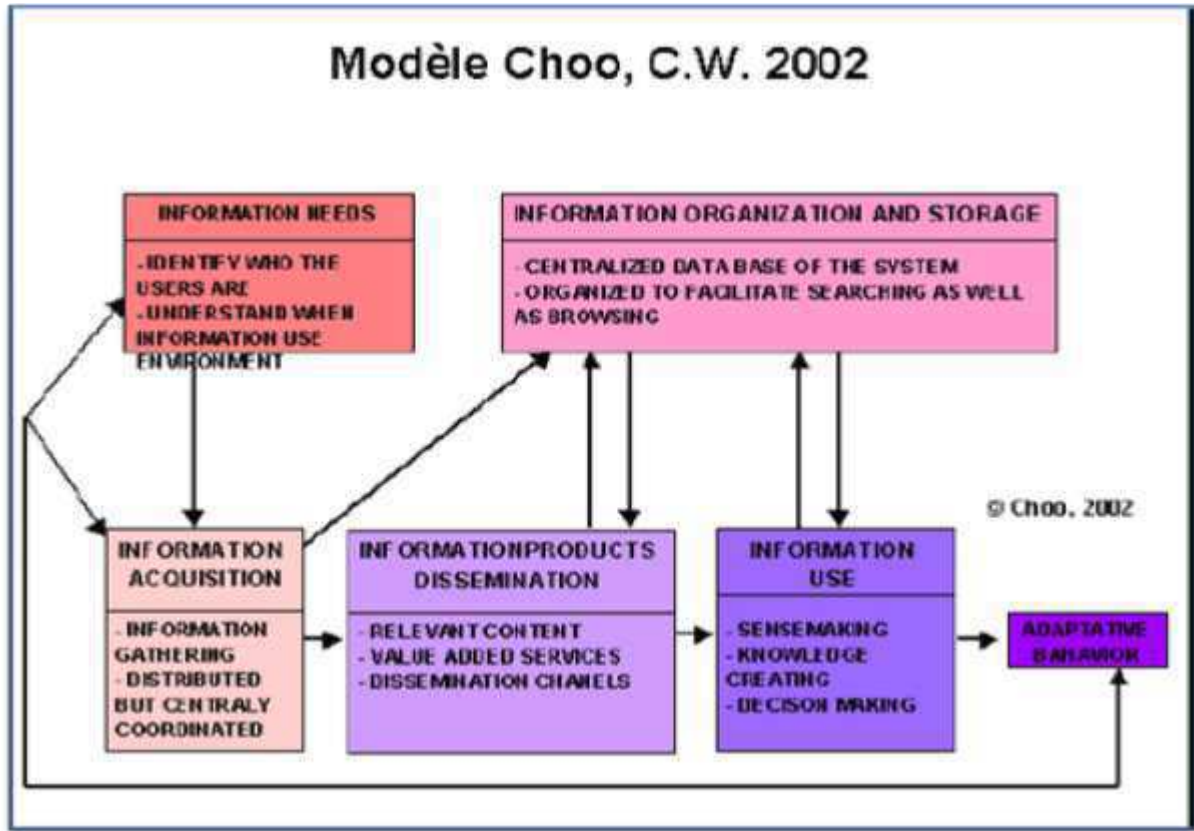 Modèle Choo, C.W. 2002
INFORMATION NEEDS
- IDENTIFY WHO THE
USERS ARE
- UNDERSTAND WHEN
INFORMATION USE
ENVIRONMENT
INFORMATION ORGANIZATION AND STORAGE
- CENTRALIZED DATA BASE OF THE SYSTEM
- ORGANIZED TO FACILITATE SEARCHING AS WELL
AS BROWSING
© Choo, 2002
INFORMATION
ACQUISITION
- INFORMATION
GATHERING
- DISTRIBUTED
BUT CENTRALY
COORDINATED
INFORMATIONPRODUCTS
DISSEMINATION
- RELEVANT CONTENT
- VALUE ADDED SERVICES
- DISSEMINATION CHANELS
INFORMATION
USE
- SENSEMAKING
- KNOWLEDGE
CREATING
- DECISON MAKING
ADAPTATIVE
BEHAVIOR